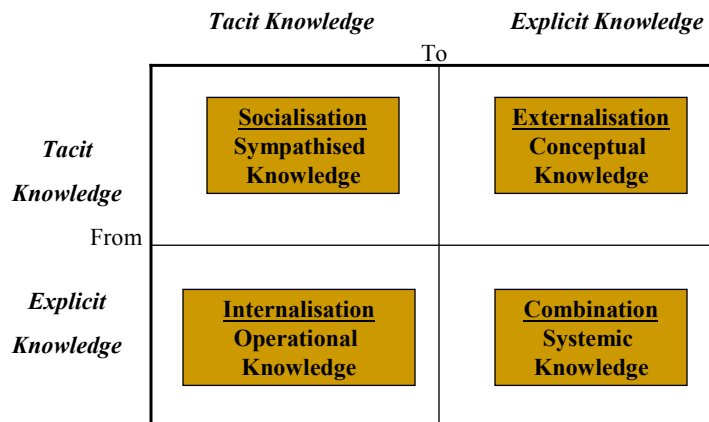 Tacit Knowledge
Explicit Knowledge
To
Tacit
Knowledge
Socialisation
Sympathised
Knowledge
Externalisation
Conceptual
Knowledge
From
Explicit
Knowledge
Internalisation
Operational
Knowledge
Combination
Systemic
Knowledge